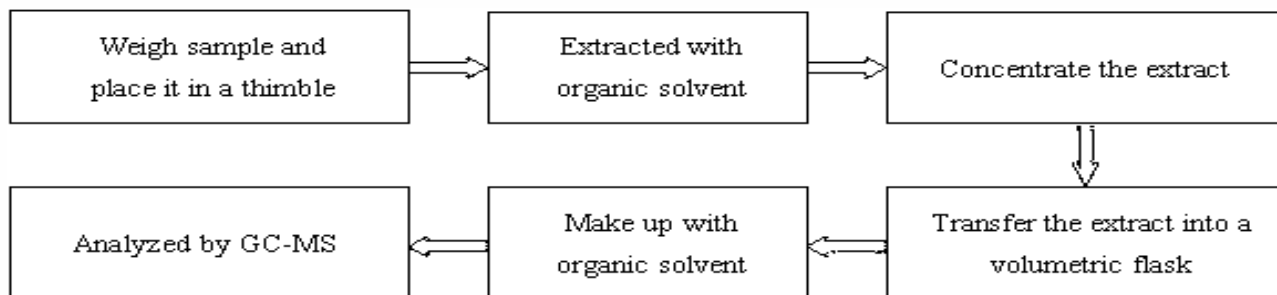 Weigh sample and
place it in a thimble
Extracted with
organic solvent
Concentrate the extract
Transfer the extract into a
volumetric flask
Make up with
organic solvent
Analyzed by GC-MS